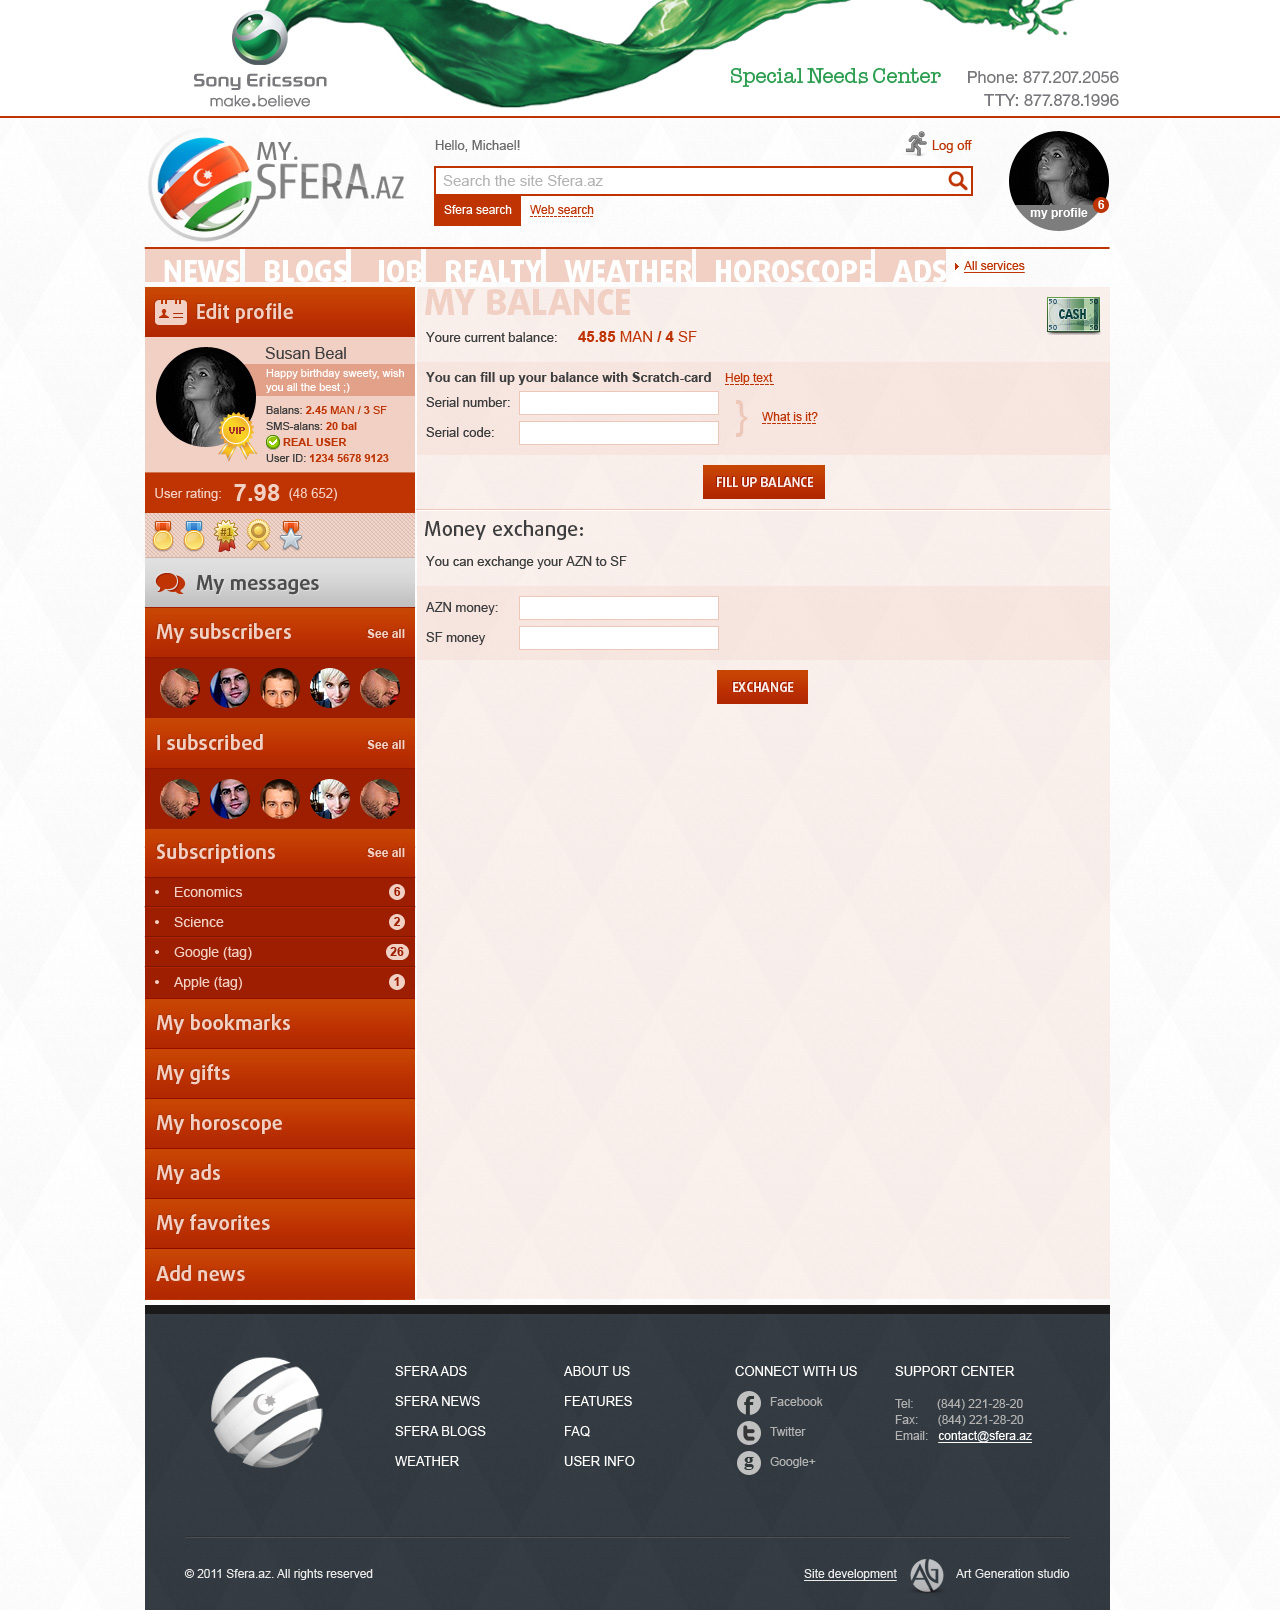 Sony Ericsson
make.believe
Special Needs Center
Phone: 877.207.2056
TTY: 877.878.1996
MY.
SFERA.AZ
Hello, Michael!
Log off
Search the site Sfera.az
Sfera search
Web search
my profile
6
NEWS
BLOGS
JOB
REALTY
WEATHER
HOROSCOPE
ADS
All services
Edit profile
Susan Beal
Happy birthday sweety, wish
you all the best ;)
VIP
Balans: 2.45 MAN / 3 SF
SMS-alans: 20 bal
REAL USER
User ID: 1234 5678 9123
User rating: 7.98 (48 652)
#1
My messages
My subscribers
See all
I subscribed
See all
Subscriptions
See all
• Economics 6
• Science 2
• Google (tag) 26
• Apple (tag) 1
My bookmarks
My gifts
My horoscope
My ads
My favorites
Add news
MY BALANCE
50 50
CASH
50 50
Youre current balance: 45.85 MAN / 4 SF
You can fill up your balance with Scratch-card
Help text
Serial number:
Serial code:
What is it?
FILL UP BALANCE
Money exchange:
You can exchange your AZN to SF
AZN money:
SF money
EXCHANGE
SFERA ADS
SFERA NEWS
SFERA BLOGS
WEATHER
ABOUT US
FEATURES
FAQ
USER INFO
CONNECT WITH US
f Facebook
t Twitter
g Google+
SUPPORT CENTER
Tel: (844) 221-28-20
Fax: (844) 221-28-20
Email: contact@sfera.az
© 2011 Sfera.az. All rights reserved
Site development
AG
Art Generation studio